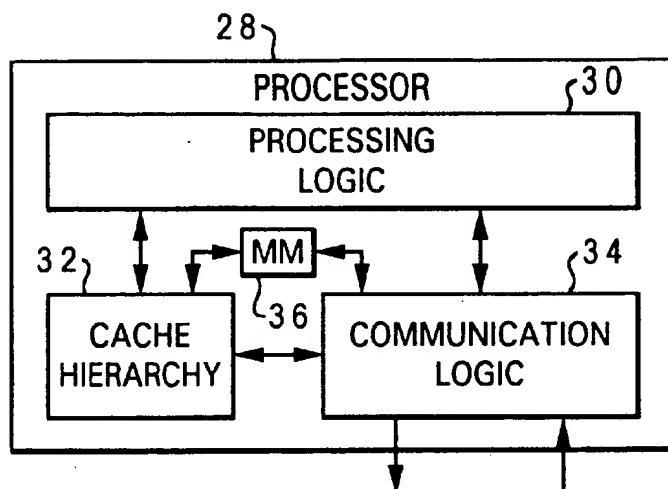 28
PROCESSOR
30
PROCESSING
LOGIC
32
MM
36
34
CACHE
HIERARCHY
COMMUNICATION
LOGIC